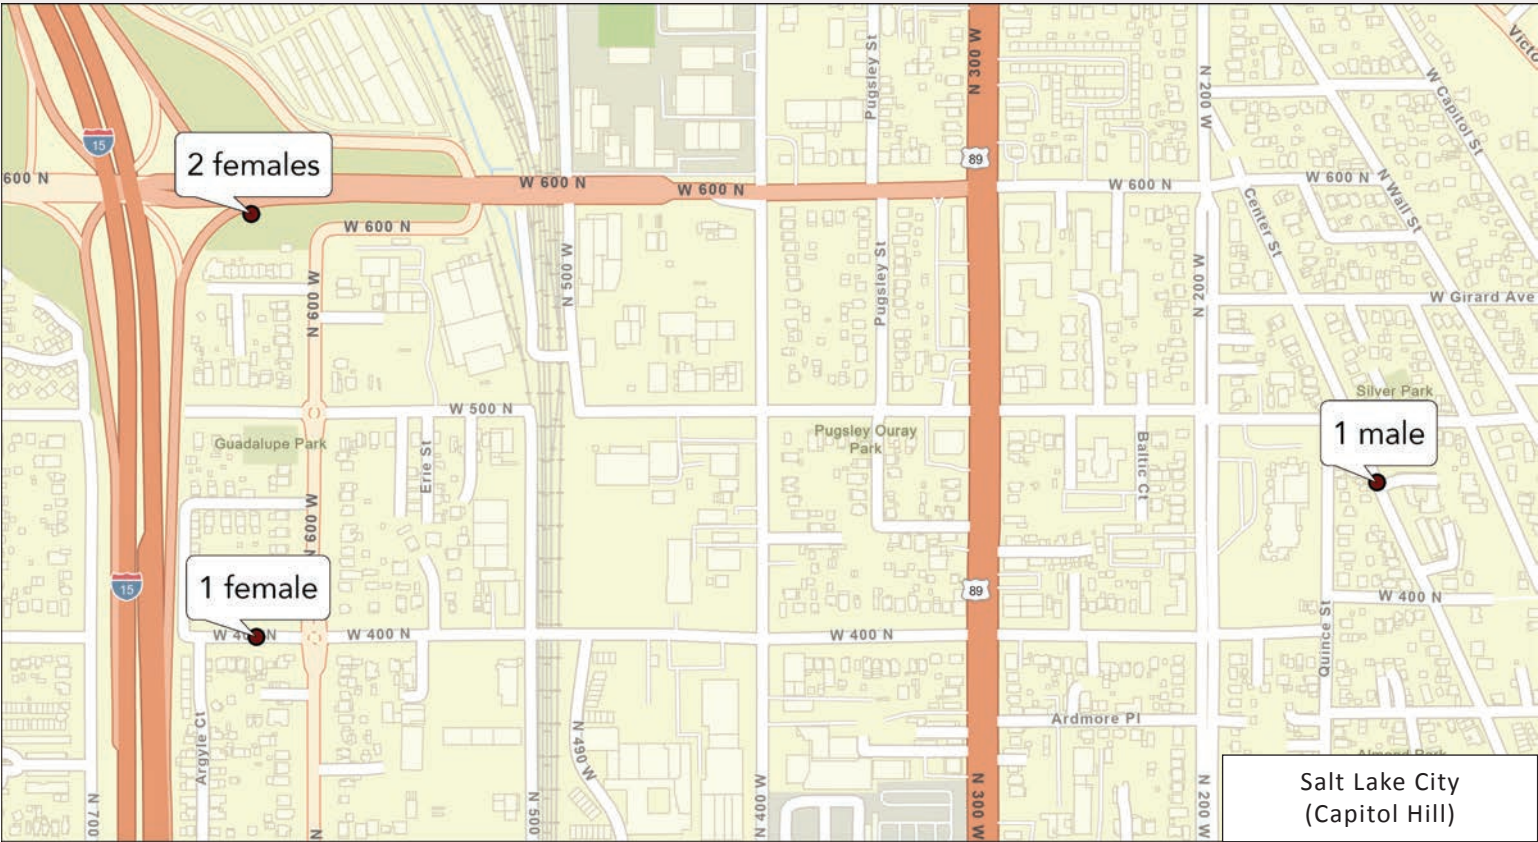 N 300 W
Pugsley St
N 200 W
W Capitol St
15
2 females
89
600 N
W 600 N
W 600 N
W 600 N
W 600 N
N Wall St
Center St
W 600 N
N 600 W
N 500 W
Pugsley St
N 200 W
W Girard Ave
Silver Park
W 500 N
1 male
Guadalupe Park
Pugsley Ouray
Park
Erie St
Baltic Ct
N 600 W
15
1 female
89
W 400 N
W 400 N
W 400 N
W 400 N
Quince St
Ardmore Pl
Argyle Ct
N 490 W
Almond Park
N 700
N 500
N 400 W
N 300 W
N 200 W
N
Salt Lake City
(Capitol Hill)